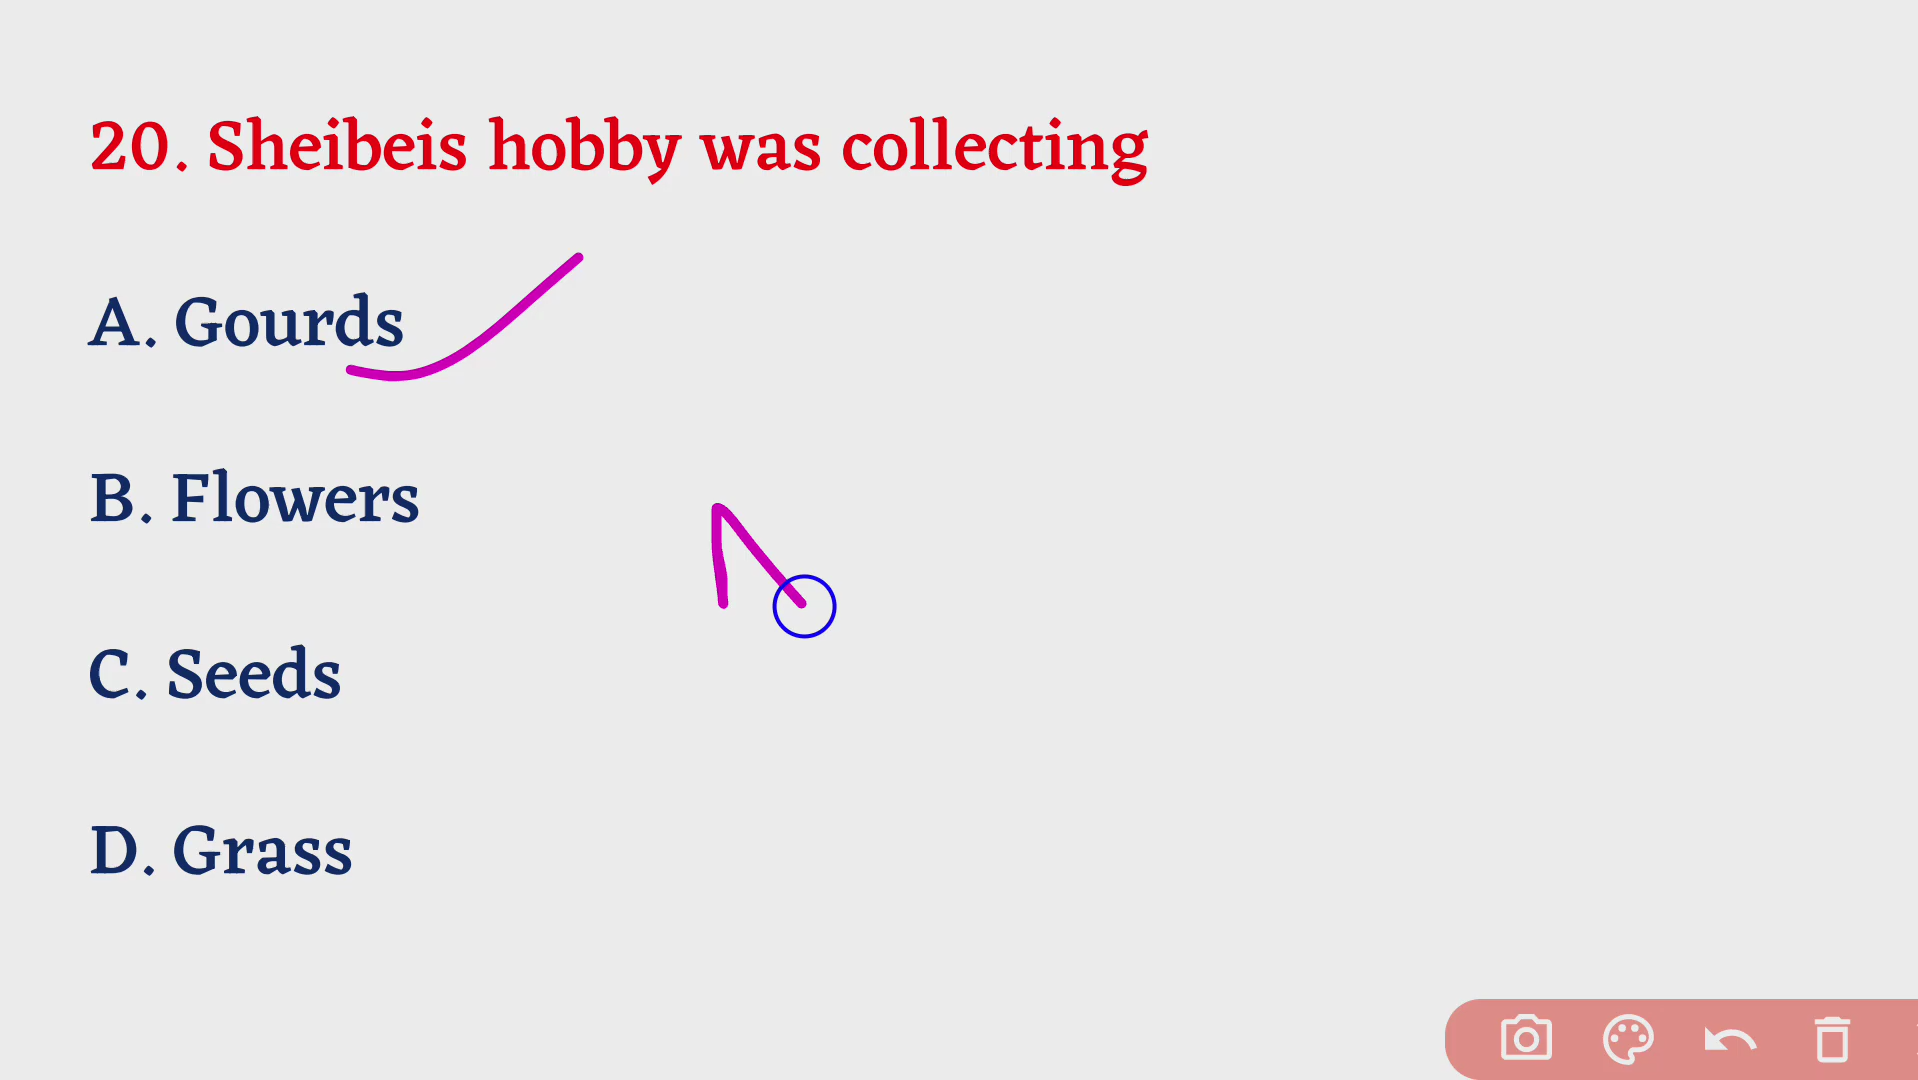 20. Sheibeis hobby was collecting
A. Gourds
B. Flowers
C. Seeds
D. Grass